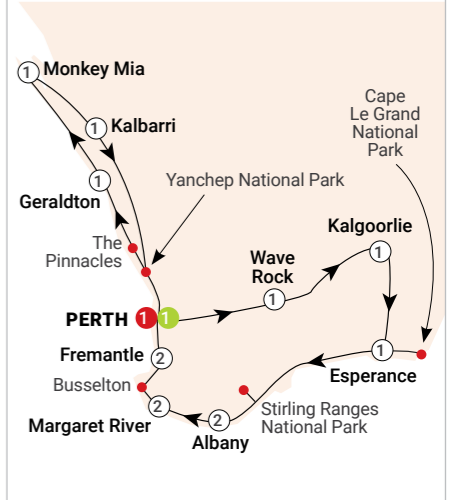 1 Monkey Mia
Cape
Le Grand
National
Park
1 Kalbarri
1
Geraldton
Yanchep National Park
Kalgoorlie
1
The
Pinnacles
Wave
Rock
1
PERTH 1 1
Fremantle 2
1
Esperance
Busselton
2
Margaret River
Stirling Ranges
National Park
2
Albany